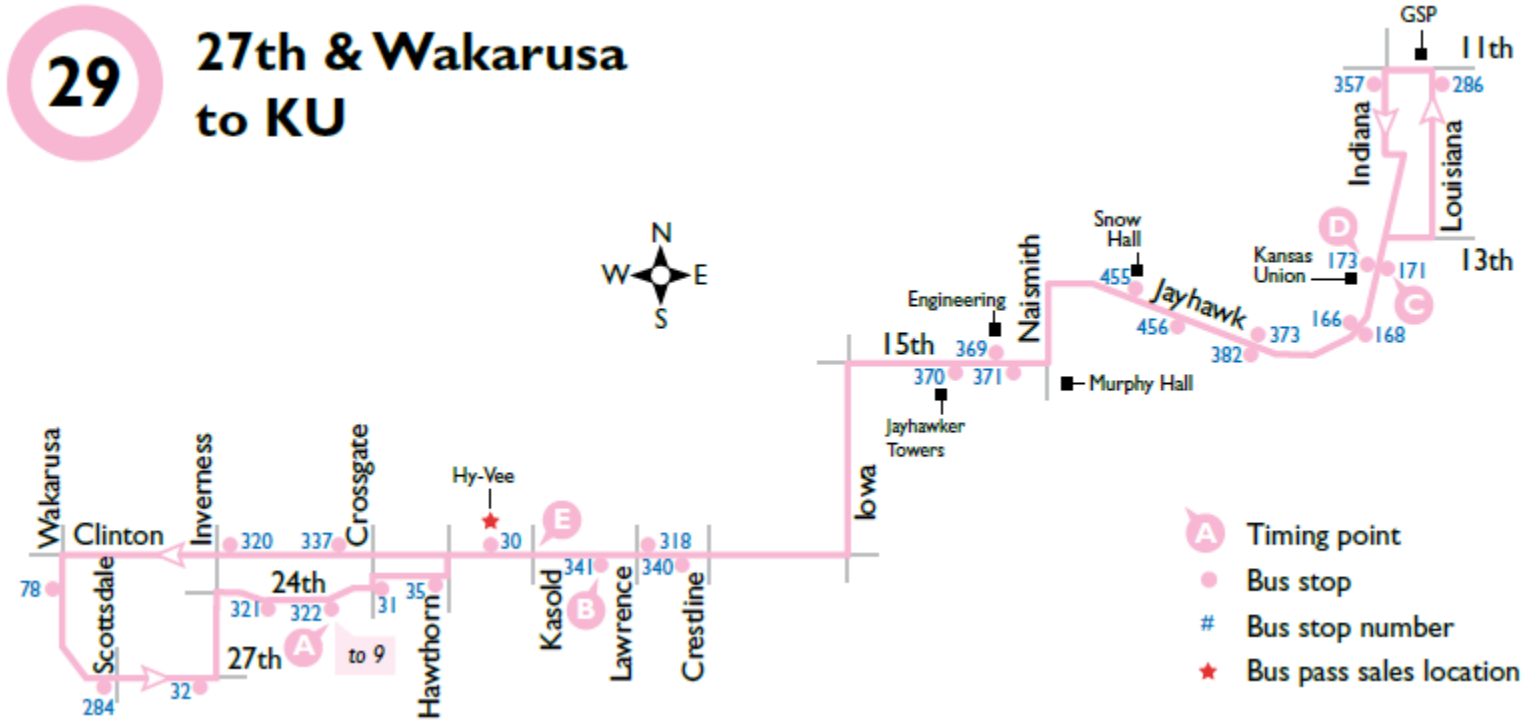 29
27th & Wakarusa
to KU
GSP
11th
357
286
Indiana
Louisiana
N
W
E
S
Snow
Hall
Naismith
D
Kansas
Union
173
171
13th
455
Jayhawk
C
Engineering
456
166
168
15th
369
373
382
370
371
Murphy Hall
Jayhawker
Towers
Iowa
Wakarusa
Inverness
Crossgate
Hy-Vee
Clinton
320
337
30
E
318
341
340
78
Scottsdale
24th
31
35
Hawthorn
Kasold
B
Lawrence
Crestline
321
322
A
to 9
27th
32
284
A
Timing point
Bus stop
#
Bus stop number
Bus pass sales location